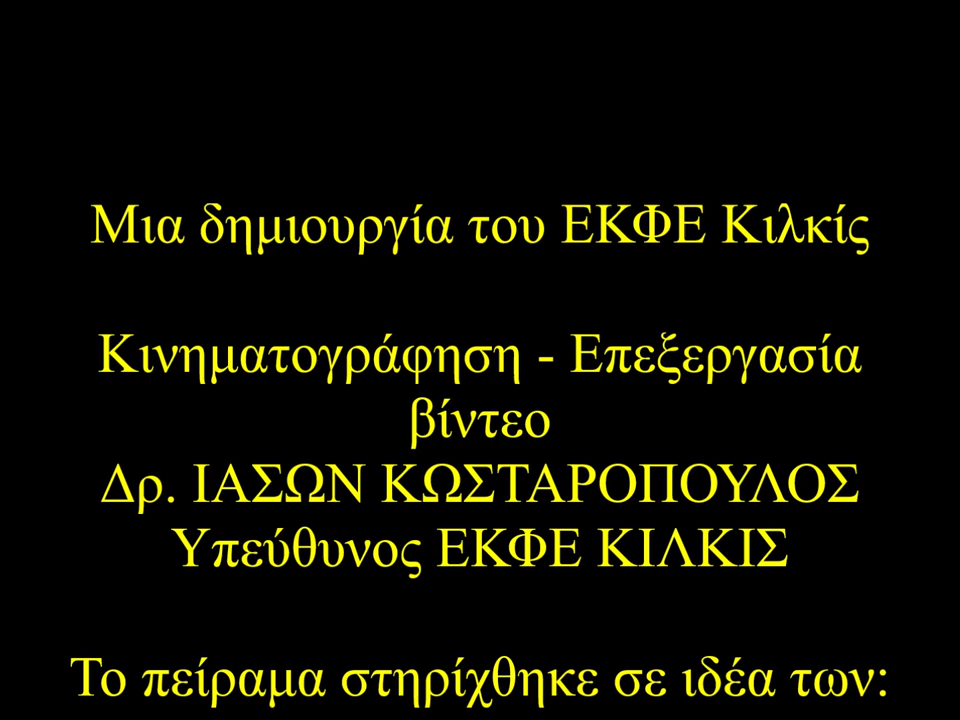 Μια δημιουργία του ΕΚΦΕ Κιλκίς
Κινηματογράφηση - Επεξεργασία
βίντεο
Δρ. ΙΑΣΩΝ ΚΩΣΤΑΡΟΠΟΥΛΟΣ
Υπεύθυνος ΕΚΦΕ ΚΙΛΚΙΣ
Το πείραμα στηρίχθηκε σε ιδέα των: